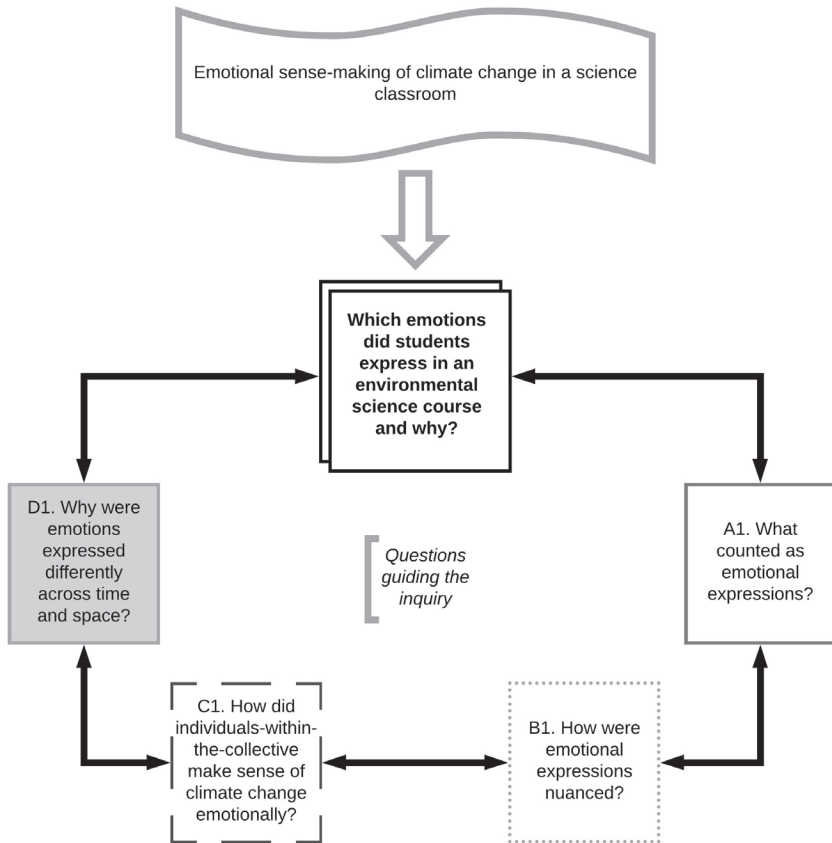 Emotional sense-making of climate change in a science
classroom
Which emotions
did students
express in an
environmental
science course
and why?
D1. Why were
emotions
expressed
differently
across time
and space?
Questions
guiding the
inquiry
A1. What
counted as
emotional
expressions?
C1. How did
individuals-within-
the-collective
make sense of
climate change
emotionally?
B1. How were
emotional
expressions
nuanced?